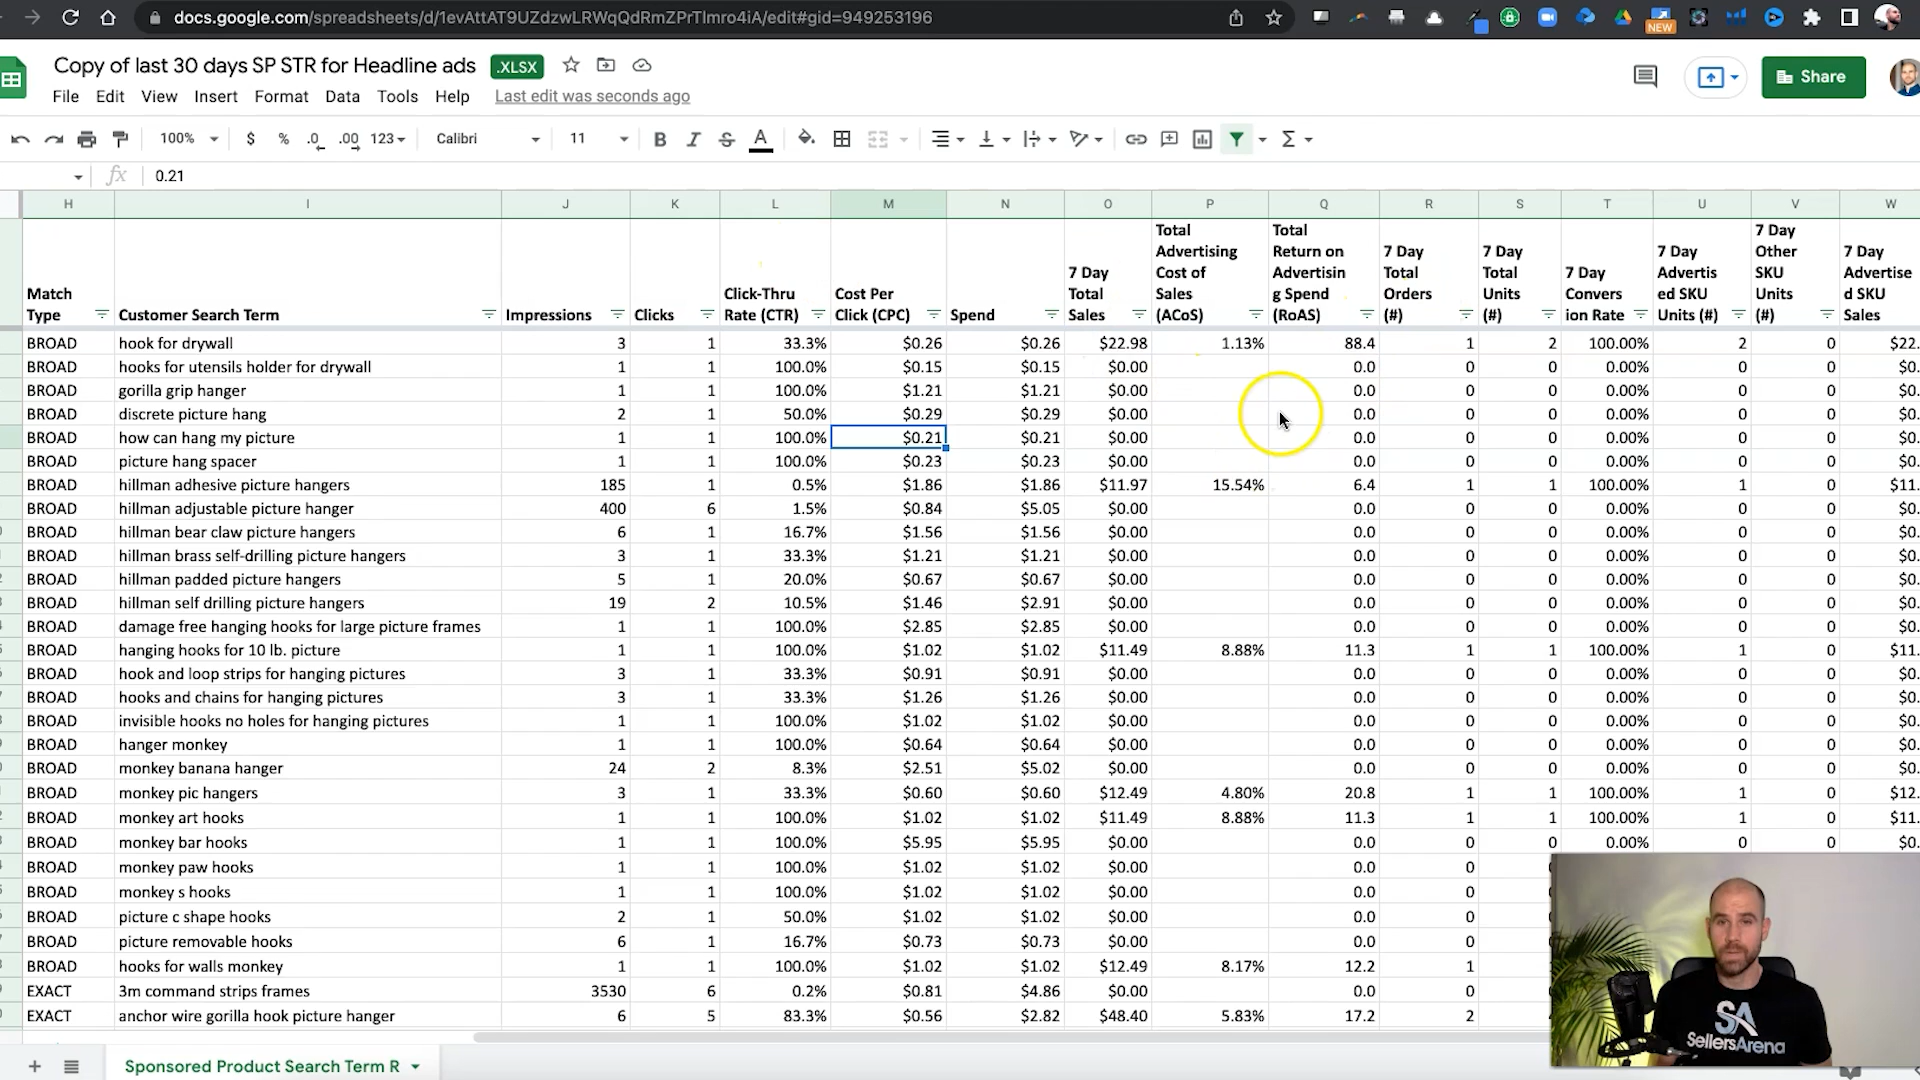 docs.google.com/spreadsheets/d/1evAttAT9UZdzwLRWqQdRmZPrTlmro4iA/edit#gid=949253196
NEW
Copy of last 30 days SP STR for Headline ads .XLSX
Share
File Edit View Insert Format Data Tools Help Last edit was seconds ago
100% $ % .0 .00 123 Calibri 11 B I S A Σ
fx 0.21
H I J K L M N O P Q R S T U V W
Match Type
Customer Search Term
Impressions
Clicks
Click-Thru Rate (CTR)
Cost Per Click (CPC)
Spend
7 Day Total Sales
Total Advertising Cost of Sales (ACoS)
Total Return on Advertisin g Spend (RoAS)
7 Day Total Orders (#)
7 Day Total Units (#)
7 Day Convers ion Rate
7 Day Advertis ed SKU Units (#)
7 Day Other SKU Units (#)
7 Day Advertise d SKU Sales
BROAD hook for drywall 3 1 33.3% $0.26 $0.26 $22.98 1.13% 88.4 1 2 100.00% 2 0 $22.
BROAD hooks for utensils holder for drywall 1 1 100.0% $0.15 $0.15 $0.00 0.0 0 0 0.00% 0 0 $0.
BROAD gorilla grip hanger 1 1 100.0% $1.21 $1.21 $0.00 0.0 0 0 0.00% 0 0 $0.
BROAD discrete picture hang 2 1 50.0% $0.29 $0.29 $0.00 0.0 0 0 0.00% 0 0 $0.
BROAD how can hang my picture 1 1 100.0% $0.21 $0.21 $0.00 0.0 0 0 0.00% 0 0 $0.
BROAD picture hang spacer 1 1 100.0% $0.23 $0.23 $0.00 0.0 0 0 0.00% 0 0 $0.
BROAD hillman adhesive picture hangers 185 1 0.5% $1.86 $1.86 $11.97 15.54% 6.4 1 1 100.00% 1 0 $11.
BROAD hillman adjustable picture hanger 400 6 1.5% $0.84 $5.05 $0.00 0.0 0 0 0.00% 0 0 $0.
BROAD hillman bear claw picture hangers 6 1 16.7% $1.56 $1.56 $0.00 0.0 0 0 0.00% 0 0 $0.
BROAD hillman brass self-drilling picture hangers 3 1 33.3% $1.21 $1.21 $0.00 0.0 0 0 0.00% 0 0 $0.
BROAD hillman padded picture hangers 5 1 20.0% $0.67 $0.67 $0.00 0.0 0 0 0.00% 0 0 $0.
BROAD hillman self drilling picture hangers 19 2 10.5% $1.46 $2.91 $0.00 0.0 0 0 0.00% 0 0 $0.
BROAD damage free hanging hooks for large picture frames 1 1 100.0% $2.85 $2.85 $0.00 0.0 0 0 0.00% 0 0 $0.
BROAD hanging hooks for 10 lb. picture 1 1 100.0% $1.02 $1.02 $11.49 8.88% 11.3 1 1 100.00% 1 0 $11.
BROAD hook and loop strips for hanging pictures 3 1 33.3% $0.91 $0.91 $0.00 0.0 0 0 0.00% 0 0 $0.
BROAD hooks and chains for hanging pictures 3 1 33.3% $1.26 $1.26 $0.00 0.0 0 0 0.00% 0 0 $0.
BROAD invisible hooks no holes for hanging pictures 1 1 100.0% $1.02 $1.02 $0.00 0.0 0 0 0.00% 0 0 $0.
BROAD hanger monkey 1 1 100.0% $0.64 $0.64 $0.00 0.0 0 0 0.00% 0 0 $0.
BROAD monkey banana hanger 24 2 8.3% $2.51 $5.02 $0.00 0.0 0 0 0.00% 0 0 $0.
BROAD monkey pic hangers 3 1 33.3% $0.60 $0.60 $12.49 4.80% 20.8 1 1 100.00% 1 0 $12.
BROAD monkey art hooks 1 1 100.0% $1.02 $1.02 $11.49 8.88% 11.3 1 1 100.00% 1 0 $11.
BROAD monkey bar hooks 1 1 100.0% $5.95 $5.95 $0.00 0.0 0 0 0.00% 0 0 $0.
BROAD monkey paw hooks 1 1 100.0% $1.02 $1.02 $0.00 0.0 0
BROAD monkey s hooks 1 1 100.0% $1.02 $1.02 $0.00 0.0 0
BROAD picture c shape hooks 2 1 50.0% $1.02 $1.02 $0.00 0.0 0
BROAD picture removable hooks 6 1 16.7% $0.73 $0.73 $0.00 0.0 0
BROAD hooks for walls monkey 1 1 100.0% $1.02 $1.02 $12.49 8.17% 12.2 1
EXACT 3m command strips frames 3530 6 0.2% $0.81 $4.86 $0.00 0.0 0
EXACT anchor wire gorilla hook picture hanger 6 5 83.3% $0.56 $2.82 $48.40 5.83% 17.2 2
SA
SellersArena
Sponsored Product Search Term R